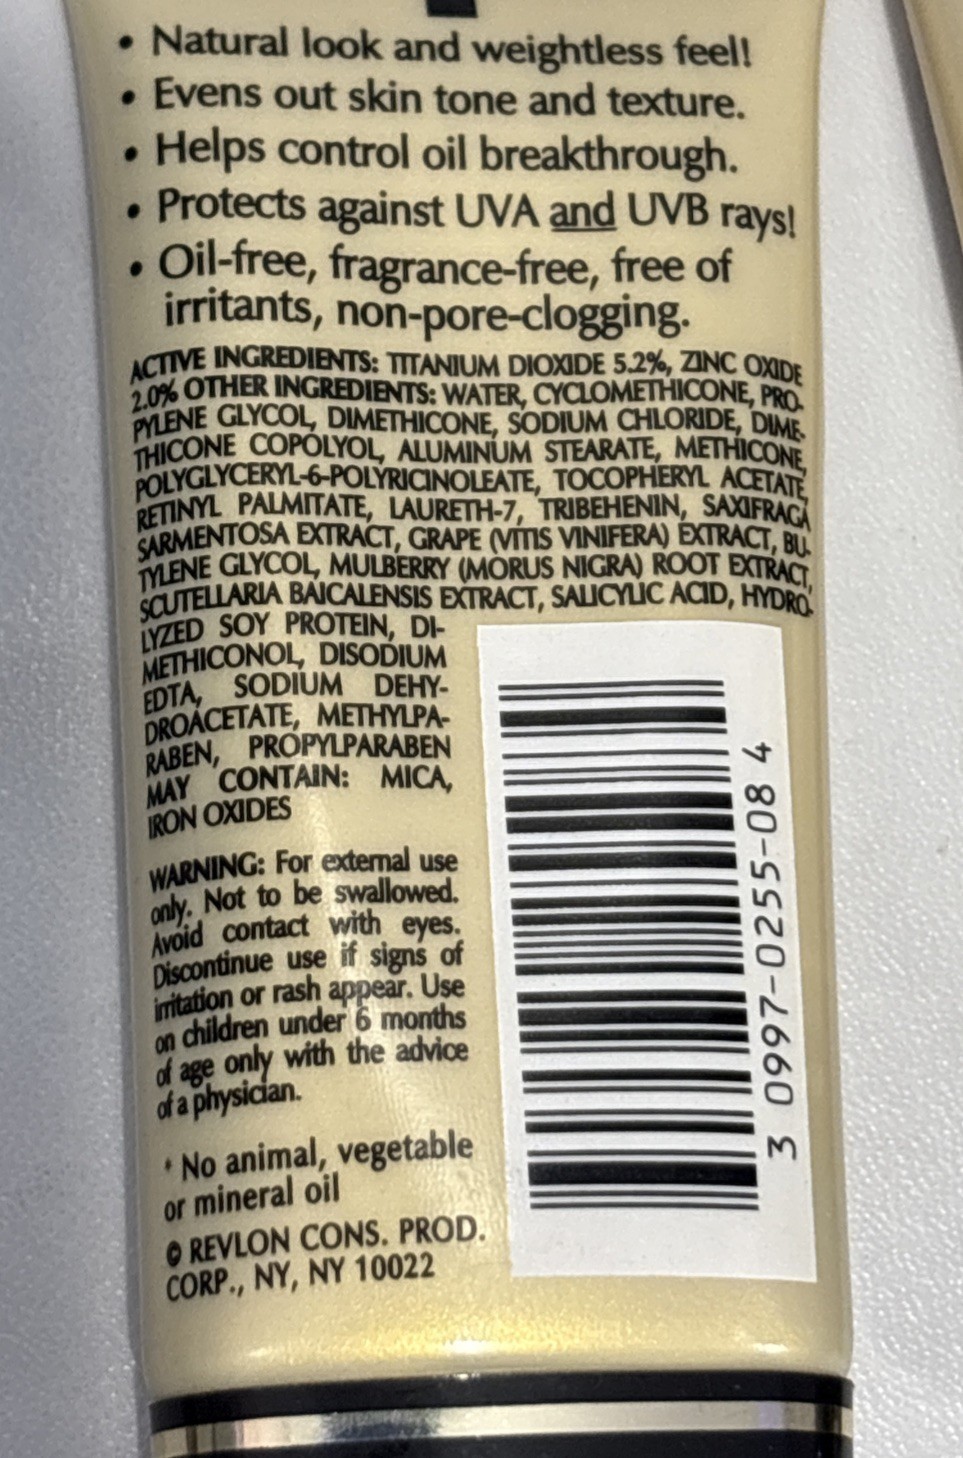 • Natural look and weightless feel!
• Evens out skin tone and texture.
• Helps control oil breakthrough.
• Protects against UVA and UVB rays!
• Oil-free, fragrance-free, free of
irritants, non-pore-clogging.
ACTIVE INGREDIENTS: TITANIUM DIOXIDE 5.2%, ZINC OXIDE
2.0% OTHER INGREDIENTS: WATER, CYCLOMETHICONE, PRO-
PYLENE GLYCOL, DIMETHICONE, SODIUM CHLORIDE, DIME-
THICONE COPOLYOL, ALUMINUM STEARATE, METHICONE,
POLYGLYCERYL-6-POLYRICINOLEATE, TOCOPHERYL ACETATE,
RETINYL PALMITATE, LAURETH-7, TRIBEHENIN, SAXIFRAGA
SARMENTOSA EXTRACT, GRAPE (VITIS VINIFERA) EXTRACT, BU-
TYLENE GLYCOL, MULBERRY (MORUS NIGRA) ROOT EXTRACT,
SCUTELLARIA BAICALENSIS EXTRACT, SALICYLIC ACID, HYDRO-
LYZED SOY PROTEIN, DI-
METHICONOL, DISODIUM
EDTA, SODIUM DEHY-
DROACETATE, METHYLPA-
RABEN, PROPYLPARABEN
MAY CONTAIN: MICA,
IRON OXIDES
WARNING: For external use
only. Not to be swallowed.
Avoid contact with eyes.
Discontinue use if signs of
irritation or rash appear. Use
on children under 6 months
of age only with the advice
of a physician.
* No animal, vegetable
or mineral oil
© REVLON CONS. PROD.
CORP., NY, NY 10022
3 0997-0255-08 4